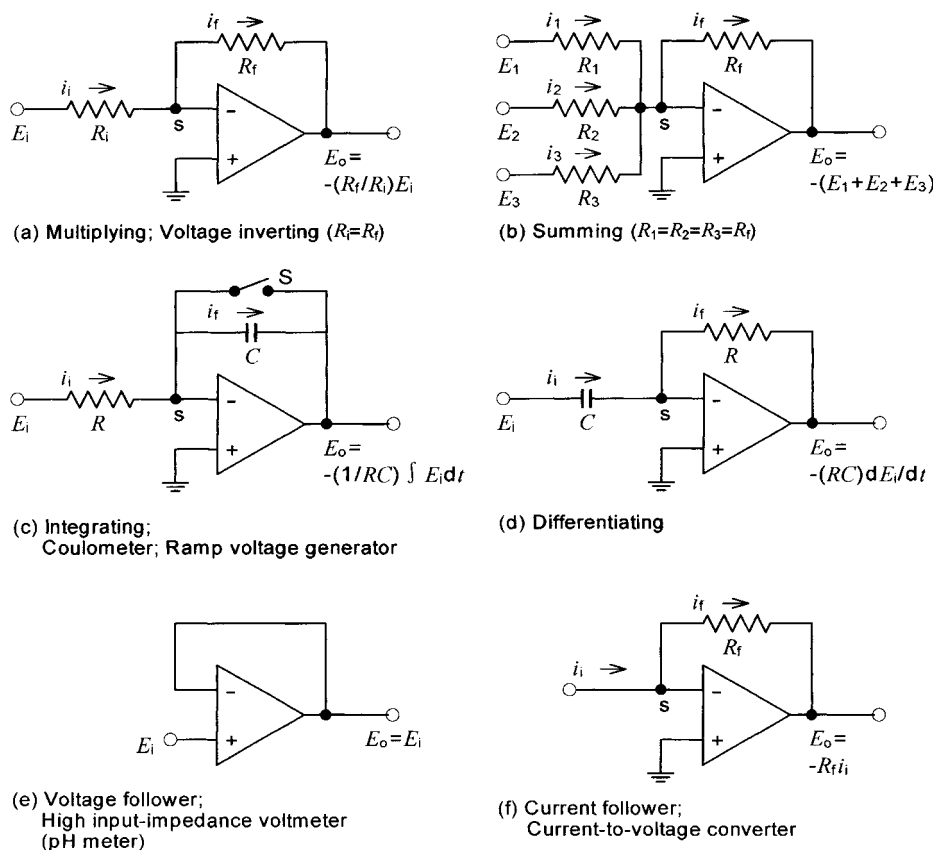 i_f →
R_f
i_i →
E_i
R_i
s
−
+
E_o =
-(R_f/R_i)E_i
(a) Multiplying; Voltage inverting (R_i=R_f)
i_1 →
i_f →
E_1
R_1
R_f
i_2 →
E_2
R_2
s
−
i_3 →
+
E_3
R_3
E_o =
-(E_1+E_2+E_3)
(b) Summing (R_1=R_2=R_3=R_f)
S
i_f →
C
i_i →
E_i
R
s
−
+
E_o =
-(1/RC) ∫ E_i dt
(c) Integrating;
Coulometer; Ramp voltage generator
i_f →
R
i_i →
E_i
C
s
−
+
E_o =
-(RC)dE_i/dt
(d) Differentiating
−
E_i
+
E_o=E_i
(e) Voltage follower;
High input-impedance voltmeter
(pH meter)
i_f →
R_f
i_i →
s
−
+
E_o =
-R_f i_i
(f) Current follower;
Current-to-voltage converter